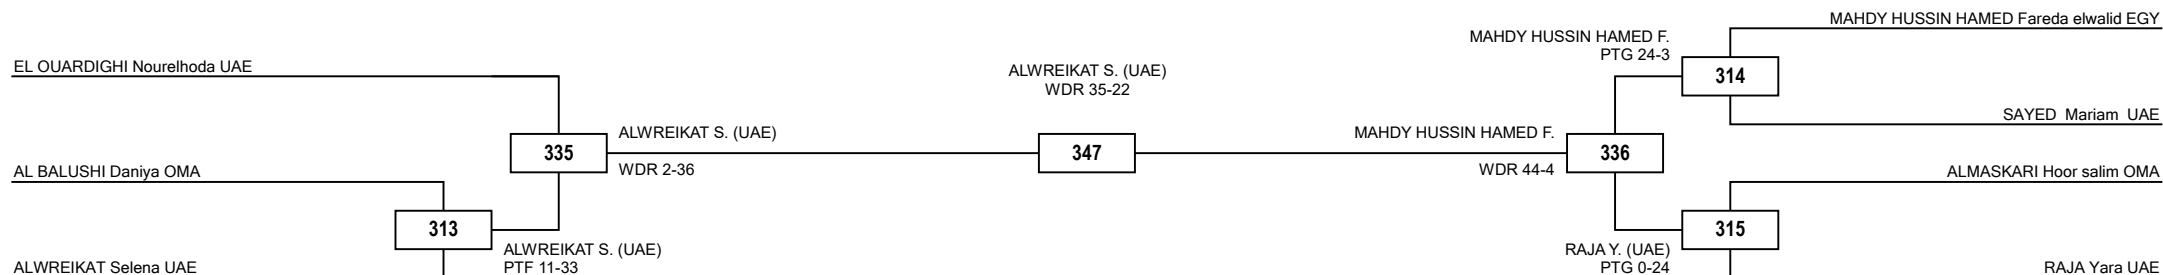 MAHDY HUSSIN HAMED Fareda elwalid EGY
MAHDY HUSSIN HAMED F.
PTG 24-3
EL OUARDIGHI Nourelhoda UAE
ALWREIKAT S. (UAE)
WDR 35-22
314
SAYED Mariam UAE
ALWREIKAT S. (UAE)
MAHDY HUSSIN HAMED F.
335
347
336
WDR 2-36
WDR 44-4
AL BALUSHI Daniya OMA
ALMASKARI Hoor salim OMA
313
315
ALWREIKAT S. (UAE)
PTF 11-33
RAJA Y. (UAE)
PTG 0-24
ALWREIKAT Selena UAE
RAJA Yara UAE